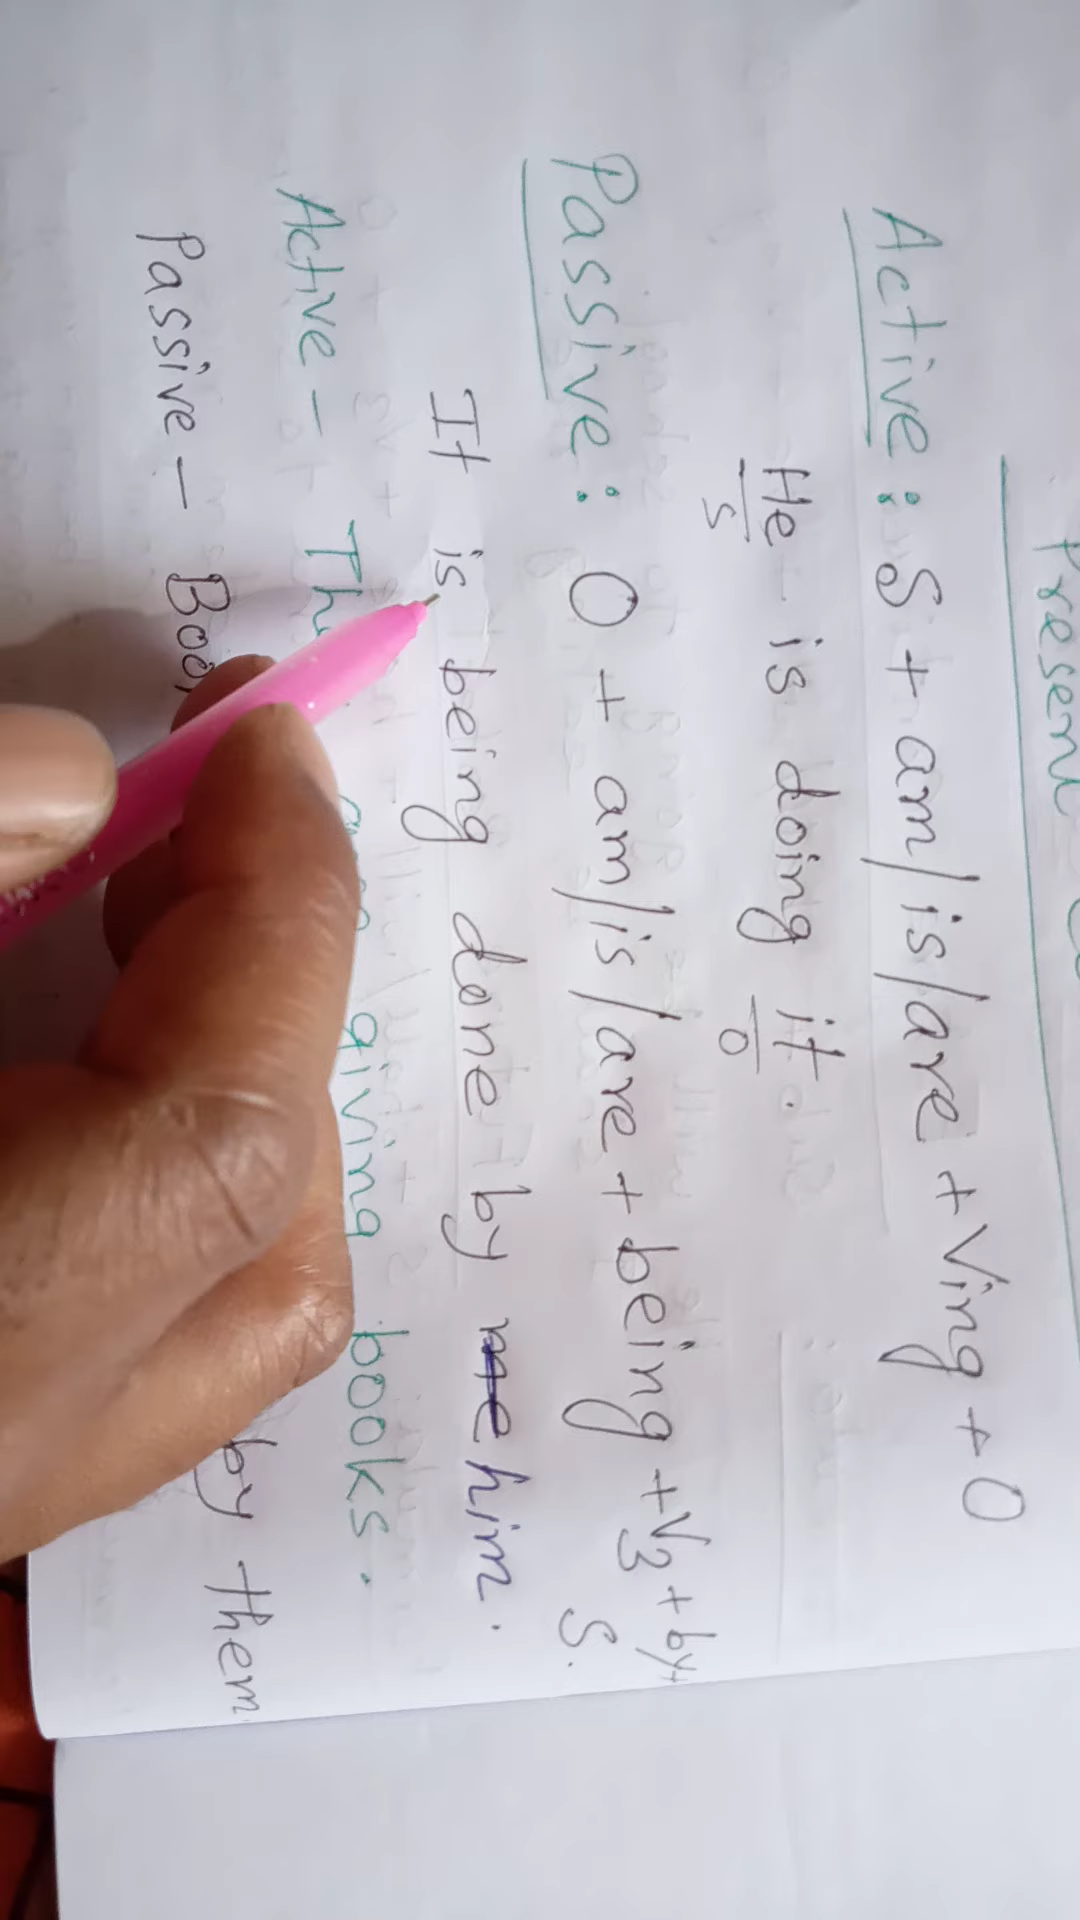 Present
Active: S + am/is/are + Ving + O
He is doing it.
S O
Passive: O + am/is/are + being + V3 + by+
S.
It is being done by me him.
Active - giving books.
Passive - by them